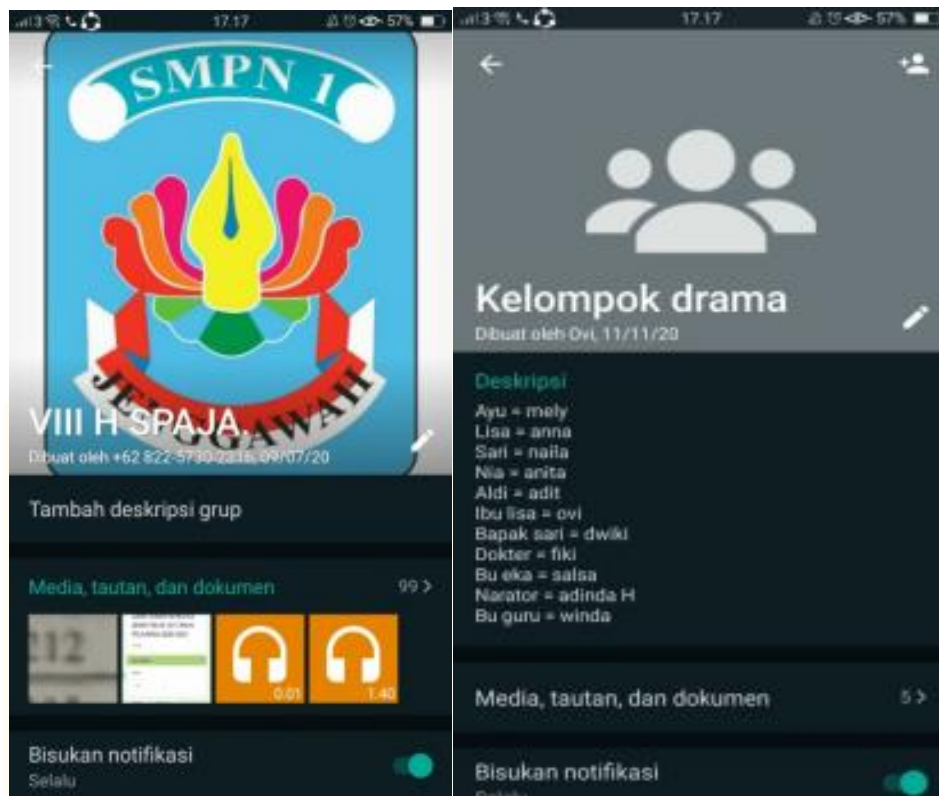 17.17
57%
SMPN 1
JENGGAWAH
VIII H SPAJA.
Dibuat oleh +62 822-5730-2316, 09/07/20
Tambah deskripsi grup
Media, tautan, dan dokumen
99 >
212
0.01
1.40
Bisukan notifikasi
Selalu
17.17
57%
Kelompok drama
Dibuat oleh Ovi, 11/11/20
Deskripsi
Ayu = mely
Lisa = anna
Sari = naila
Nia = anita
Aldi = adit
Ibu lisa = ovi
Bapak sari = dwiki
Dokter = fiki
Bu eka = salsa
Narator = adinda H
Bu guru = winda
Media, tautan, dan dokumen
5 >
Bisukan notifikasi
Selalu